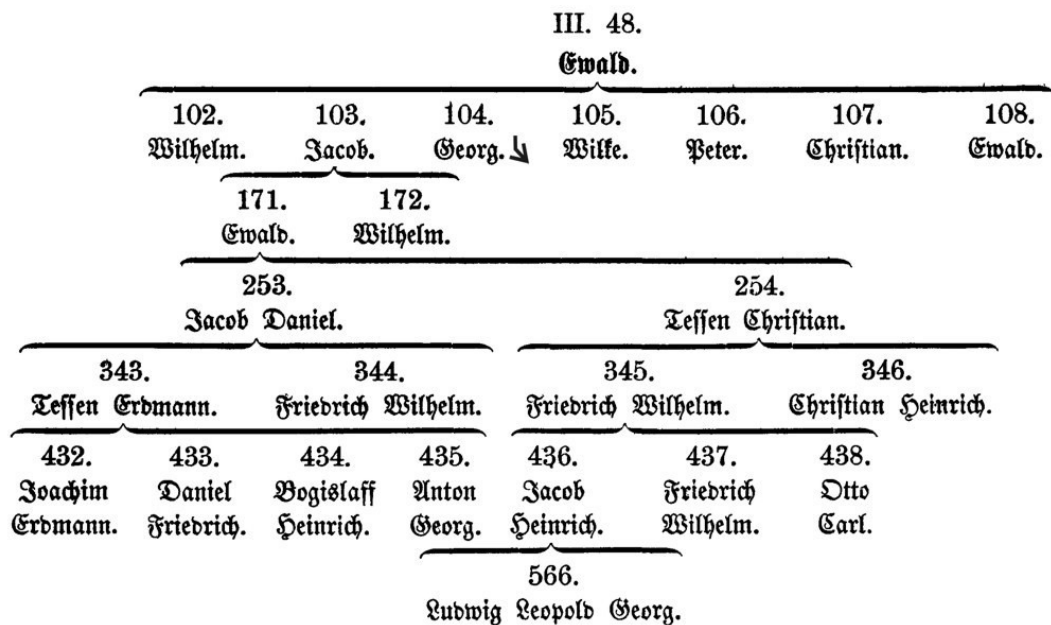 III. 48.
Ewald.
102. 103. 104. 105. 106. 107. 108.
Wilhelm. Jacob. Georg. Wilke. Peter. Christian. Ewald.
171. 172.
Ewald. Wilhelm.
253. 254.
Jacob Daniel. Tessen Christian.
343. 344. 345. 346.
Tessen Erdmann. Friedrich Wilhelm. Friedrich Wilhelm. Christian Heinrich.
432. 433. 434. 435. 436. 437. 438.
Joachim Daniel Bogislaff Anton Jacob Friedrich Otto
Erdmann. Friedrich. Heinrich. Georg. Heinrich. Wilhelm. Carl.
566.
Ludwig Leopold Georg.